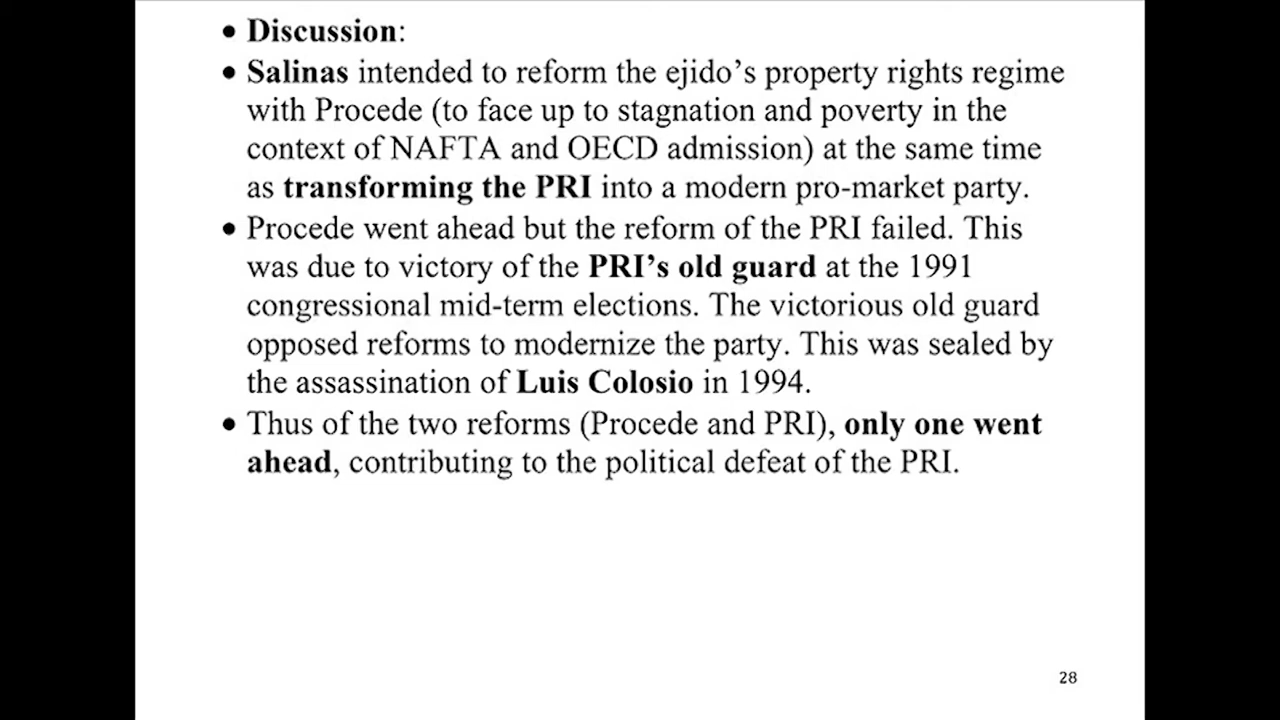 • Discussion:
• Salinas intended to reform the ejido’s property rights regime
with Procede (to face up to stagnation and poverty in the
context of NAFTA and OECD admission) at the same time
as transforming the PRI into a modern pro-market party.
• Procede went ahead but the reform of the PRI failed. This
was due to victory of the PRI’s old guard at the 1991
congressional mid-term elections. The victorious old guard
opposed reforms to modernize the party. This was sealed by
the assassination of Luis Colosio in 1994.
• Thus of the two reforms (Procede and PRI), only one went
ahead, contributing to the political defeat of the PRI.
28